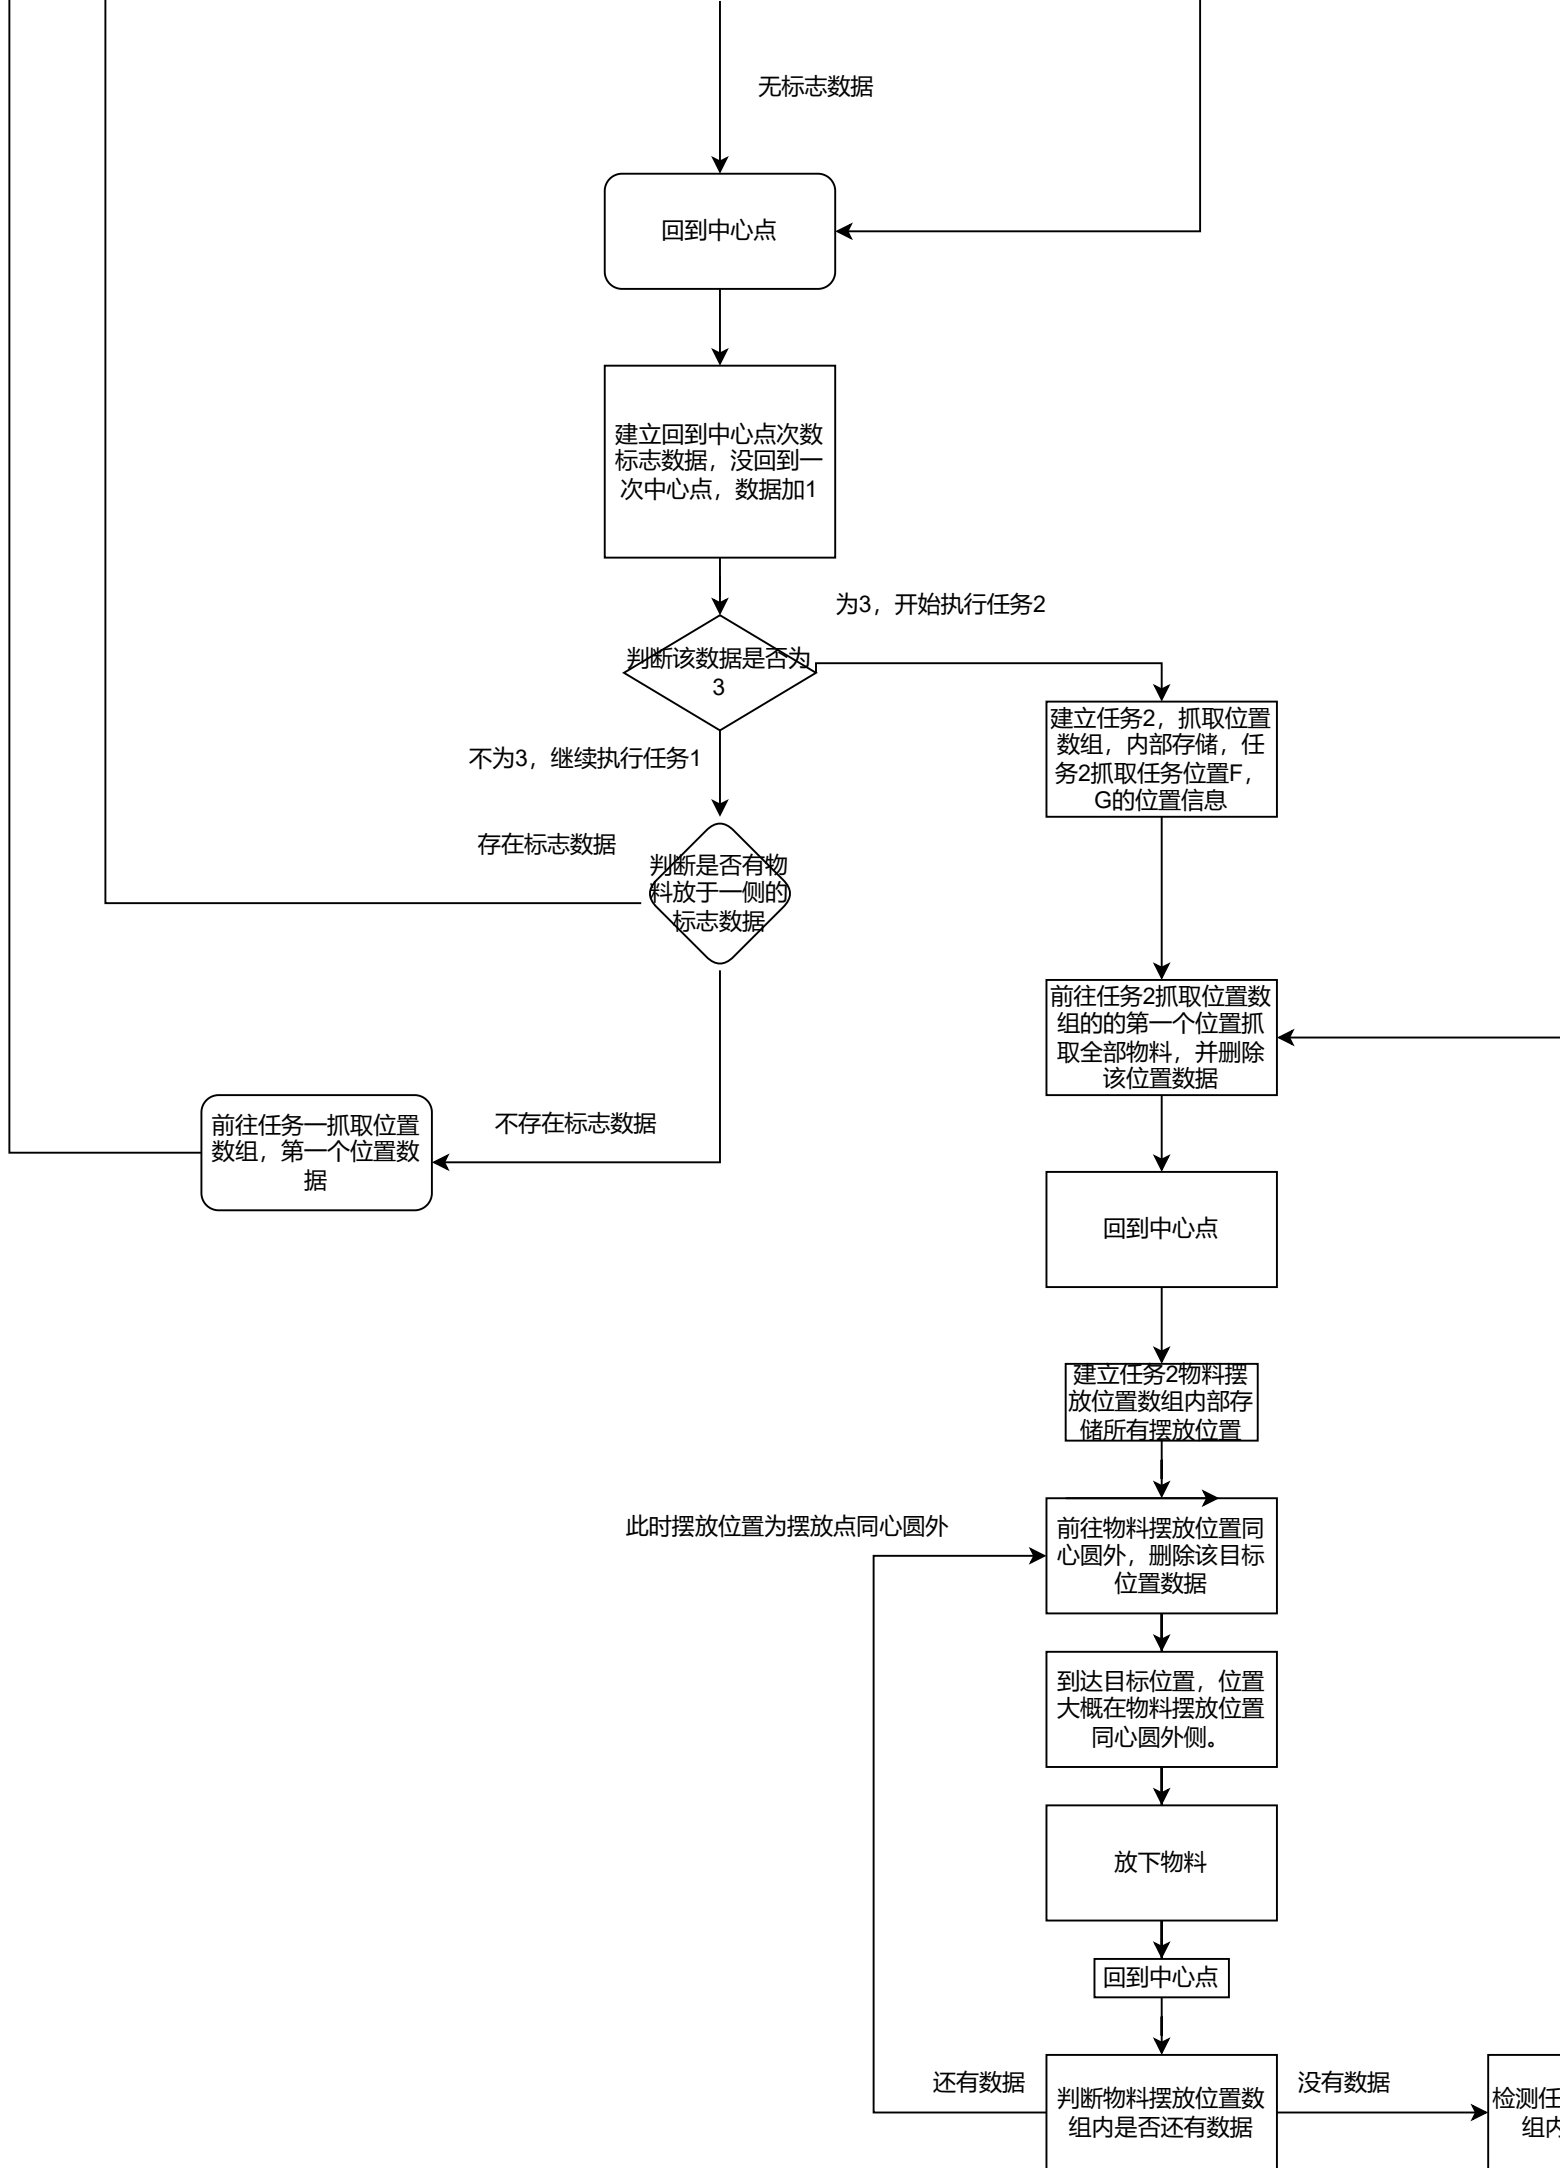 无标志数据
回到中心点
建立回到中心点次数
标志数据，没回到一
次中心点，数据加1
为3，开始执行任务2
判断该数据是否为
3
建立任务2，抓取位置
数组，内部存储，任
务2抓取任务位置F，
G的位置信息
不为3，继续执行任务1
存在标志数据
判断是否有物
料放于一侧的
标志数据
前往任务2抓取位置数
组的的第一个位置抓
取全部物料，并删除
该位置数据
不存在标志数据
前往任务一抓取位置
数组，第一个位置数
据
回到中心点
建立任务2物料摆
放位置数组内部存
储所有摆放位置
此时摆放位置为摆放点同心圆外
前往物料摆放位置同
心圆外，删除该目标
位置数据
到达目标位置，位置
大概在物料摆放位置
同心圆外侧。
放下物料
回到中心点
还有数据
判断物料摆放位置数
组内是否还有数据
没有数据
检测任
组内